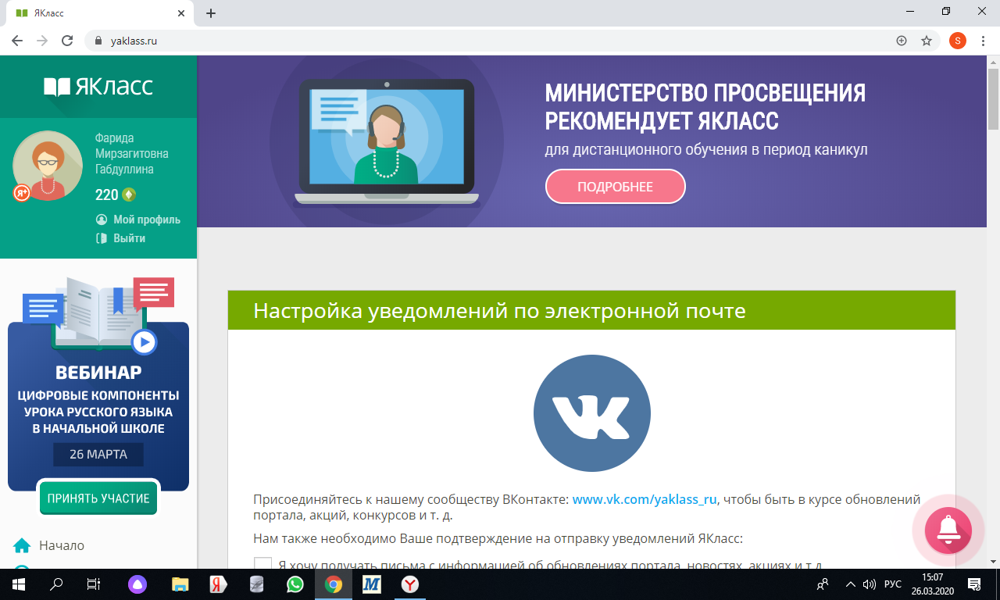 ЯКласс
yaklass.ru
S
ЯКласс
Фарида
Мирзагитовна
Габдуллина
Я+
220
Мой профиль
Выйти
МИНИСТЕРСТВО ПРОСВЕЩЕНИЯ
РЕКОМЕНДУЕТ ЯКЛАСС
для дистанционного обучения в период каникул
ПОДРОБНЕЕ
ВЕБИНАР
ЦИФРОВЫЕ КОМПОНЕНТЫ
УРОКА РУССКОГО ЯЗЫКА
В НАЧАЛЬНОЙ ШКОЛЕ
26 МАРТА
ПРИНЯТЬ УЧАСТИЕ
Начало
Настройка уведомлений по электронной почте
VK
Присоединяйтесь к нашему сообществу ВКонтакте: www.vk.com/yaklass_ru, чтобы быть в курсе обновлений
портала, акций, конкурсов и т. д.
Нам также необходимо Ваше подтверждение на отправку уведомлений ЯКласс:
Я хочу получать письма с информацией об обновлениях портала, новостях, акциях и т.д
Я
M
Y
РУС
15:07
26.03.2020